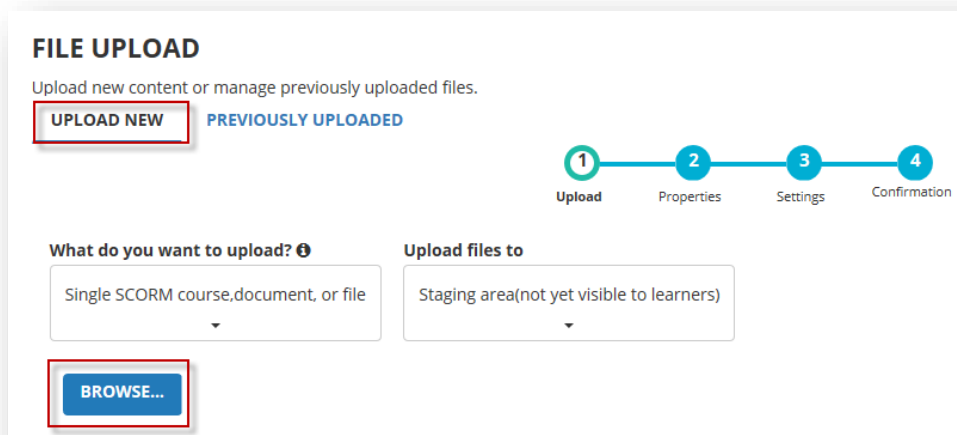 FILE UPLOAD
Upload new content or manage previously uploaded files.
UPLOAD NEW PREVIOUSLY UPLOADED
1 2 3 4
Upload Properties Settings Confirmation
What do you want to upload? Upload files to
Single SCORM course,document, or file Staging area(not yet visible to learners)
BROWSE...